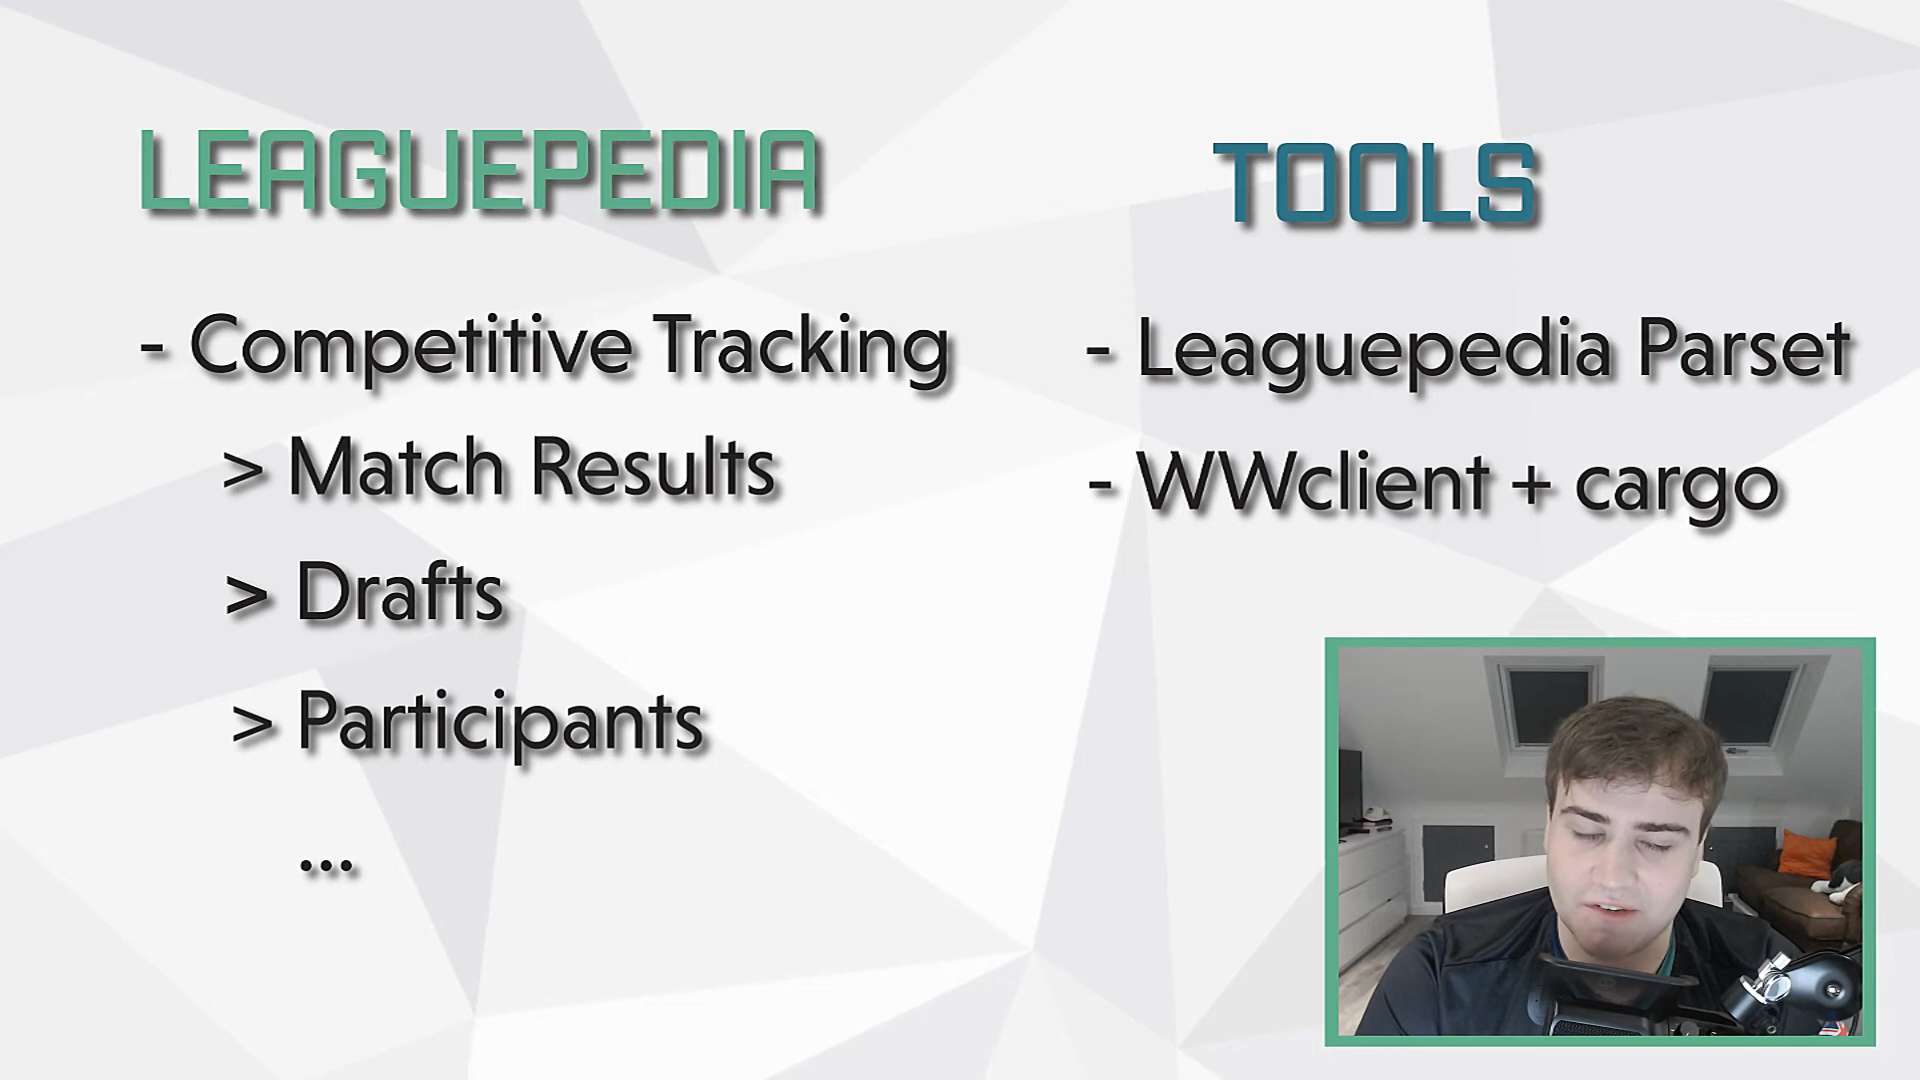 LEAGUEPEDIA
- Competitive Tracking
> Match Results
> Drafts
> Participants
...
TOOLS
- Leaguepedia Parset
- WWclient + cargo